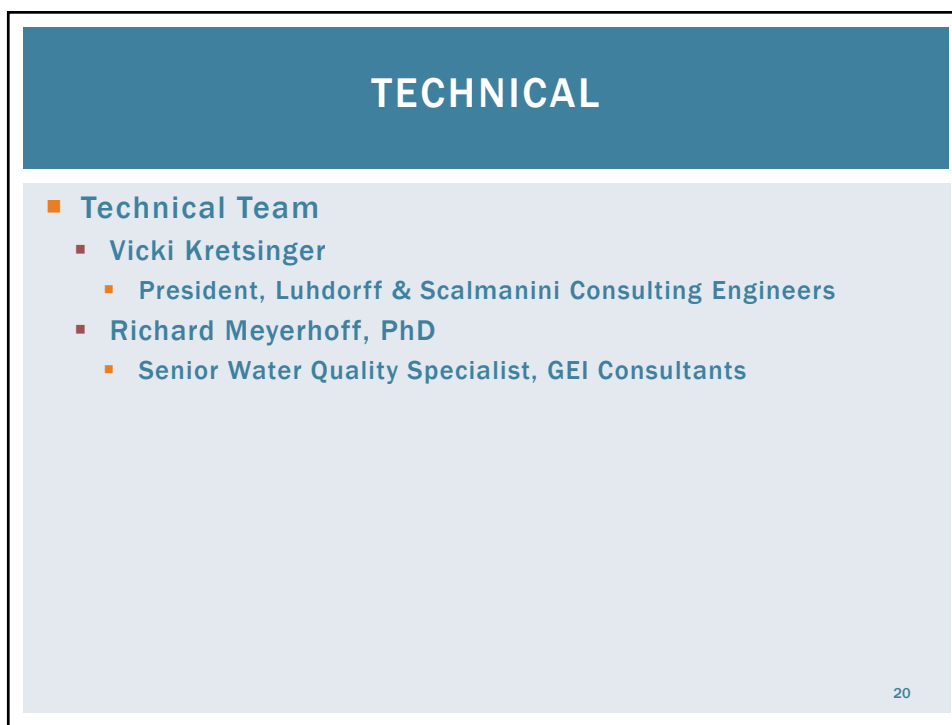 TECHNICAL
Technical Team
Vicki Kretsinger
President, Luhdorff & Scalmanini Consulting Engineers
Richard Meyerhoff, PhD
Senior Water Quality Specialist, GEI Consultants
20